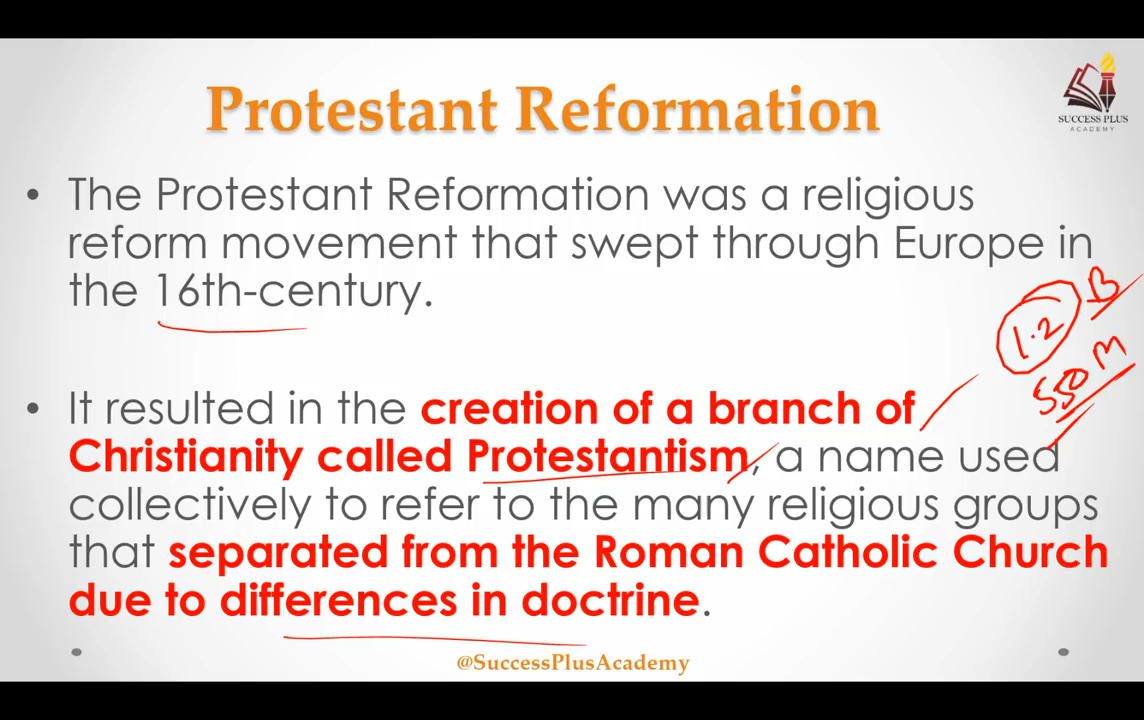 Protestant Reformation
SUCCESS PLUS
ACADEMY
• The Protestant Reformation was a religious
reform movement that swept through Europe in
the 16th-century.
1.2 B
550 M
• It resulted in the creation of a branch of
Christianity called Protestantism, a name used
collectively to refer to the many religious groups
that separated from the Roman Catholic Church
due to differences in doctrine.
@SuccessPlusAcademy